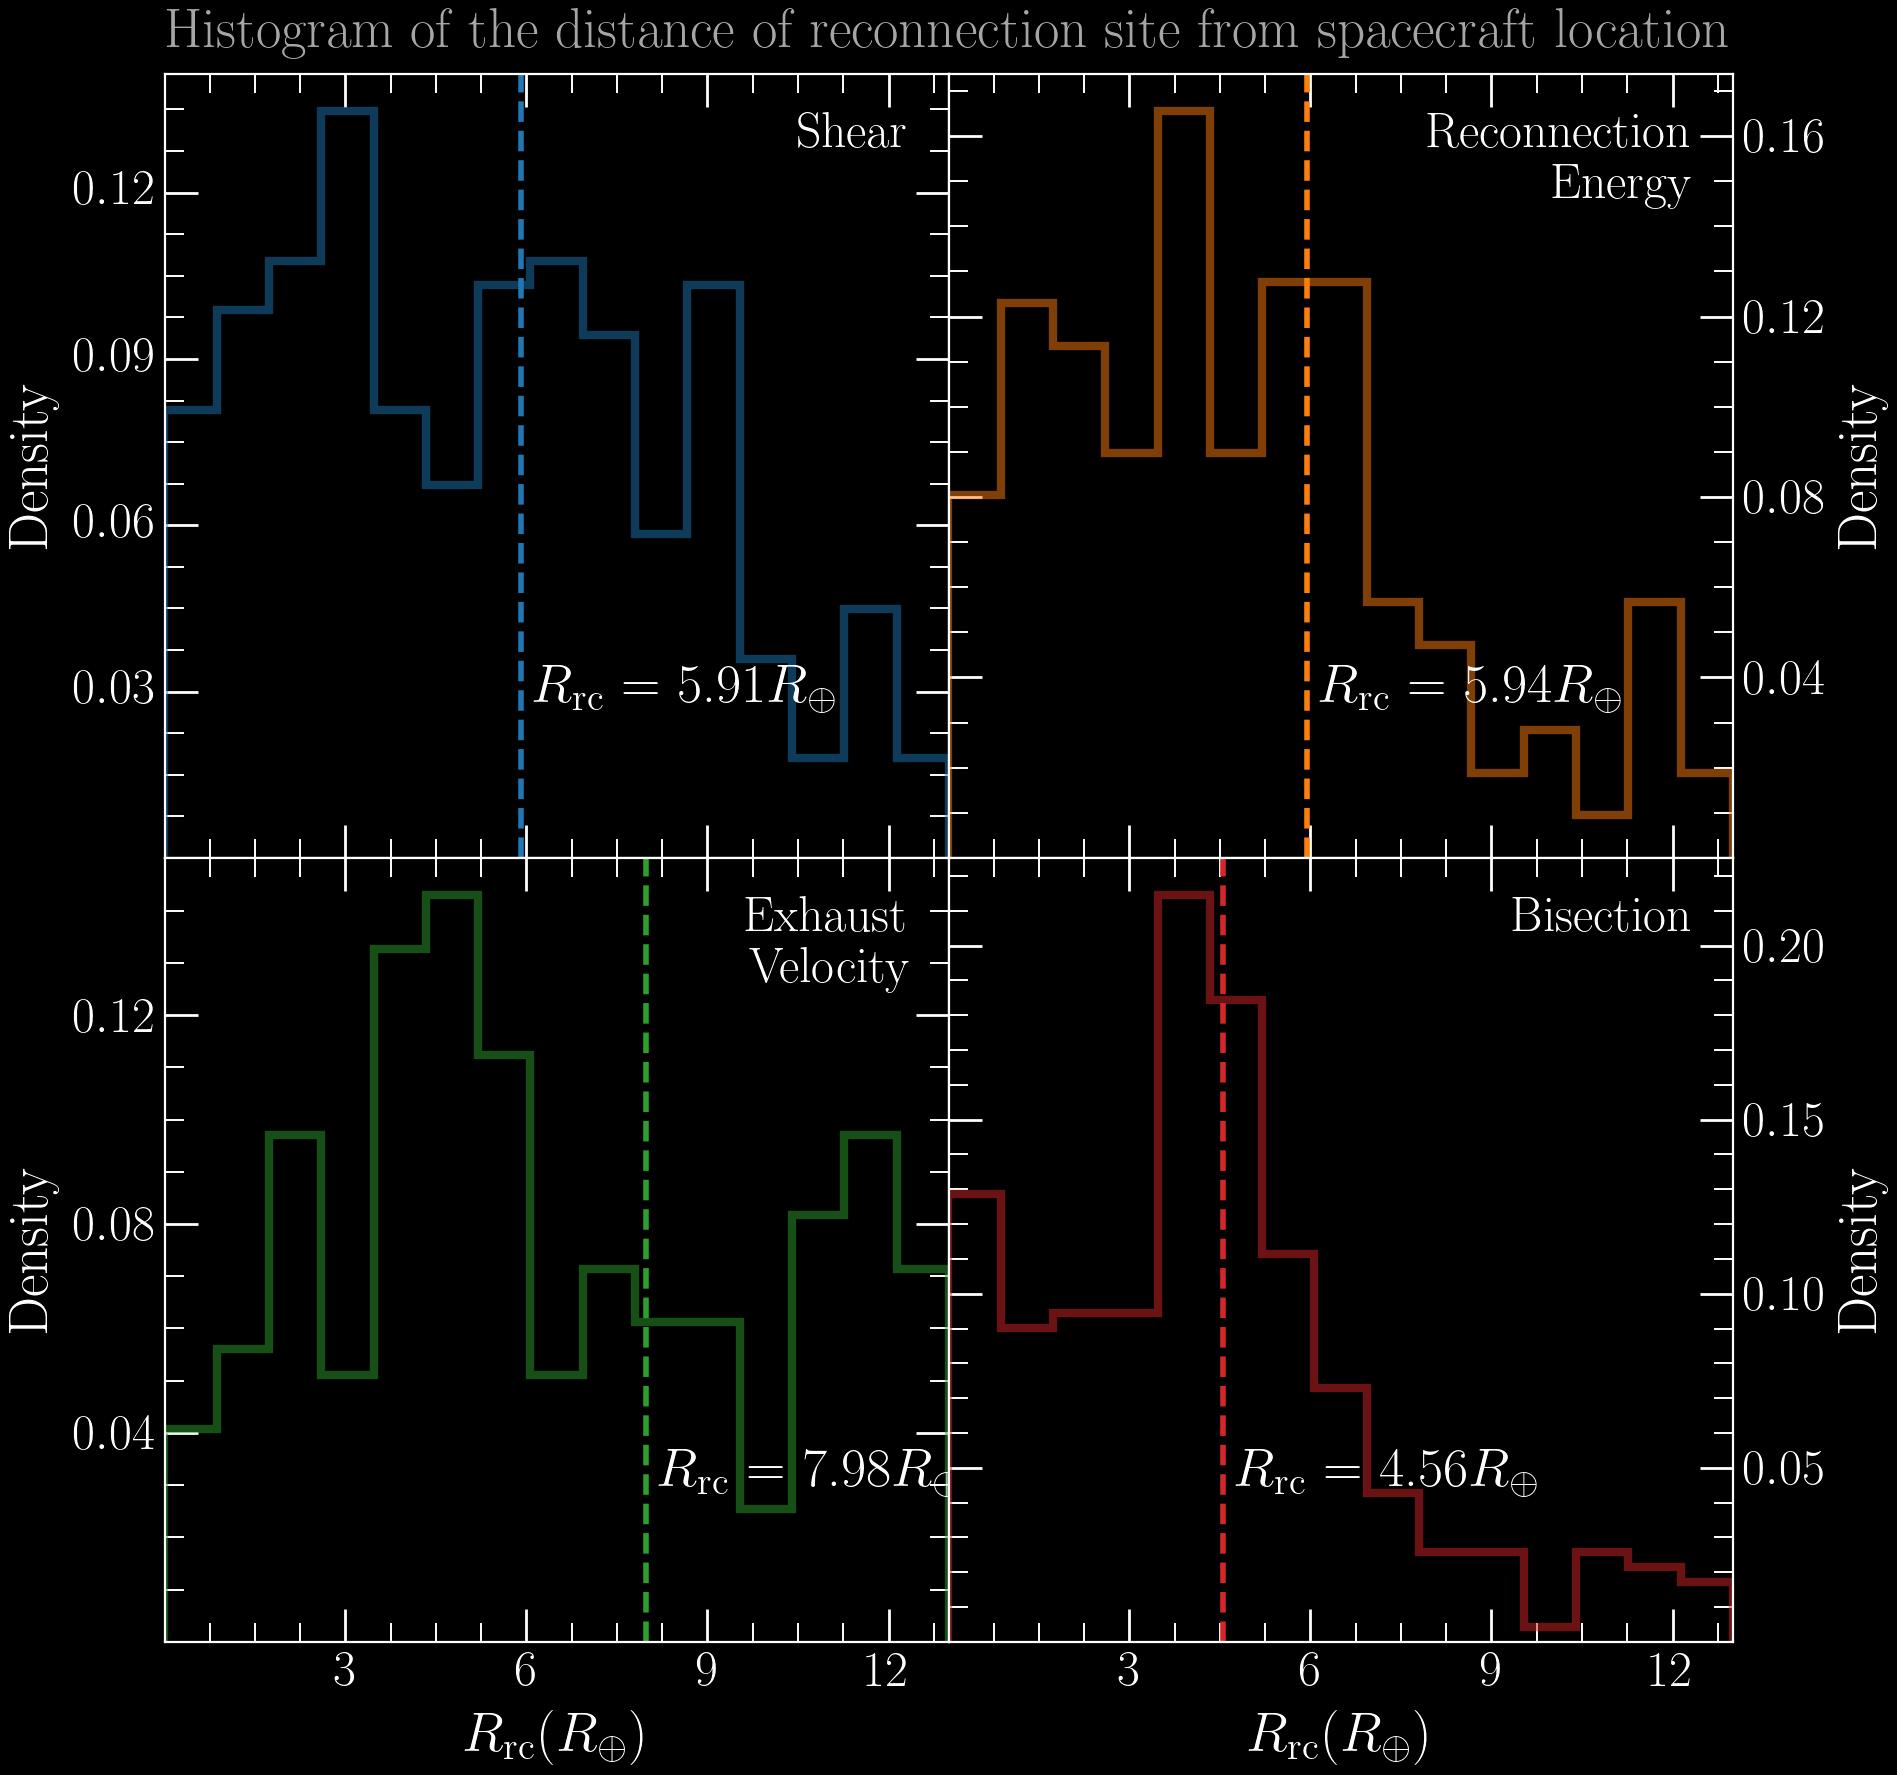 Histogram of the distance of reconnection site from spacecraft location
Shear
0.12
0.09
0.06
0.03
Density
R_rc = 5.91R_⊕
Reconnection
Energy
0.16
0.12
0.08
0.04
Density
R_rc = 5.94R_⊕
Exhaust
Velocity
0.12
0.08
0.04
Density
R_rc = 7.98R_⊕
3 6 9 12
R_rc(R_⊕)
Bisection
0.20
0.15
0.10
0.05
Density
R_rc = 4.56R_⊕
3 6 9 12
R_rc(R_⊕)